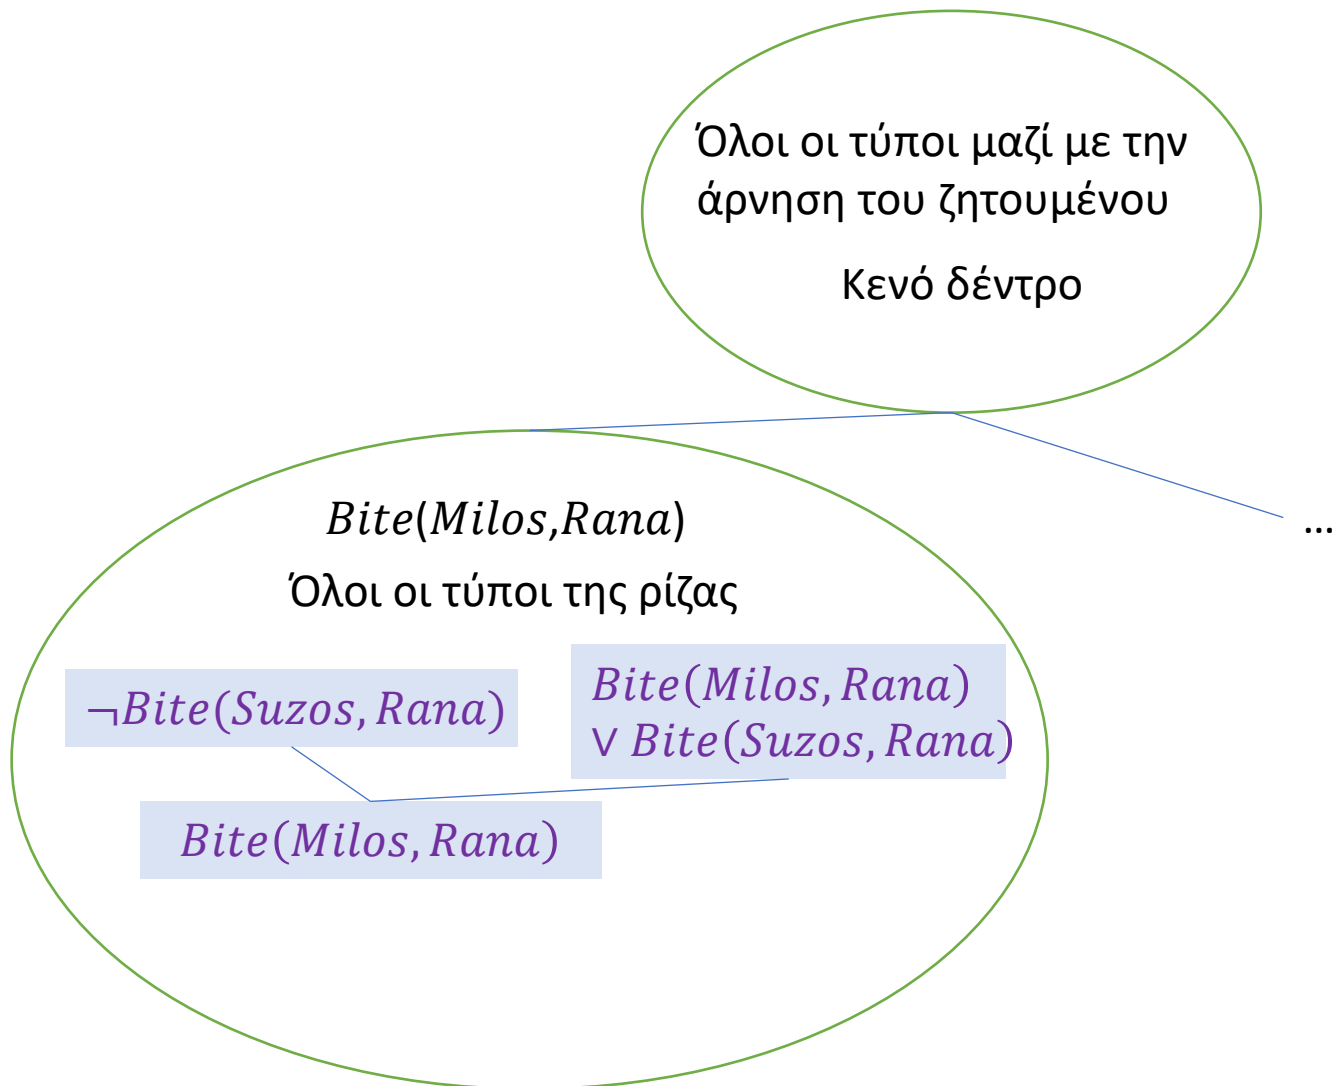 Όλοι οι τύποι μαζί με την
άρνηση του ζητουμένου
Κενό δέντρο
...
Bite(Milos,Rana)
Όλοι οι τύποι της ρίζας
¬Bite(Suzos, Rana)
Bite(Milos, Rana)
∨ Bite(Suzos, Rana)
Bite(Milos, Rana)